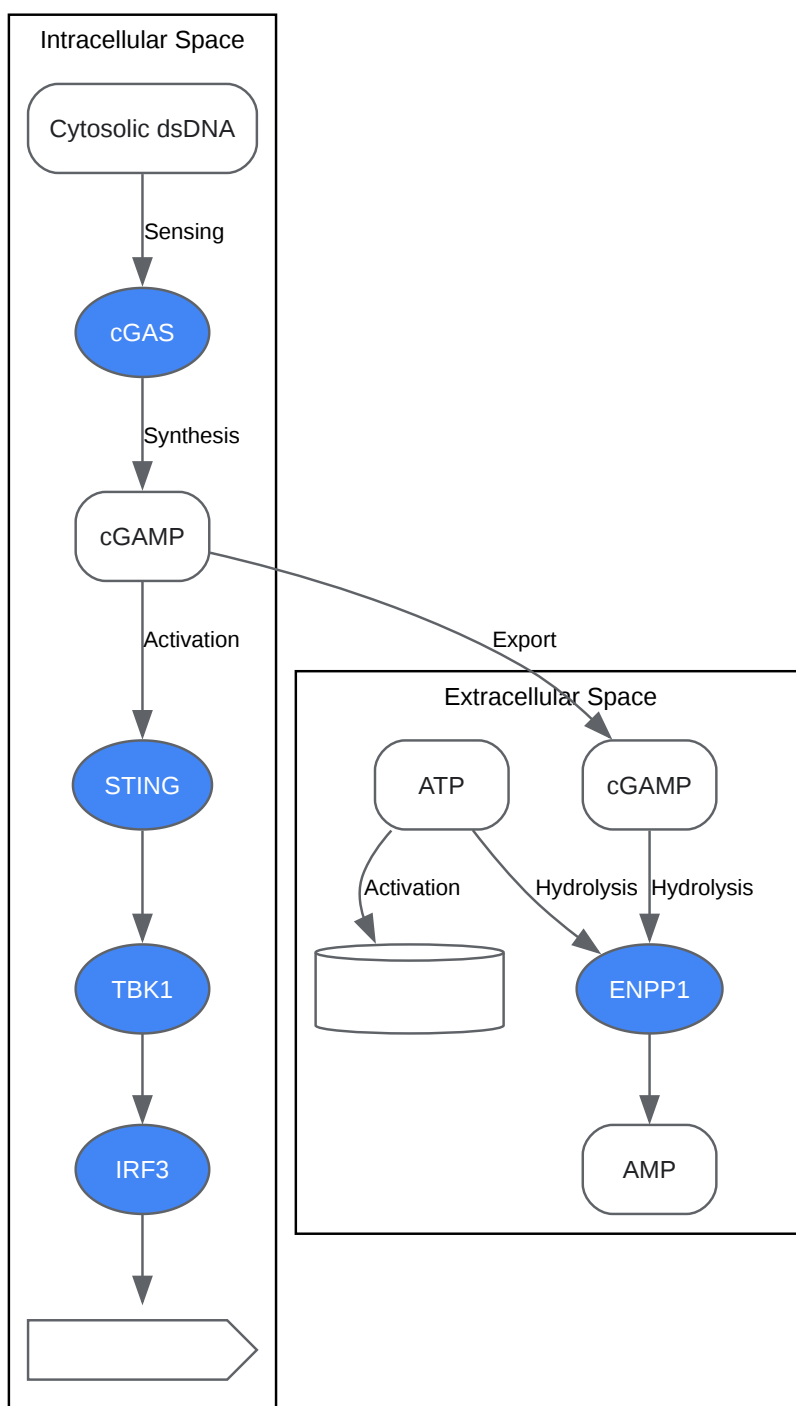 Intracellular Space
Cytosolic dsDNA
Sensing
cGAS
Synthesis
cGAMP
Activation
Export
Extracellular Space
STING
ATP
cGAMP
Activation
Hydrolysis
Hydrolysis
TBK1
ENPP1
IRF3
AMP